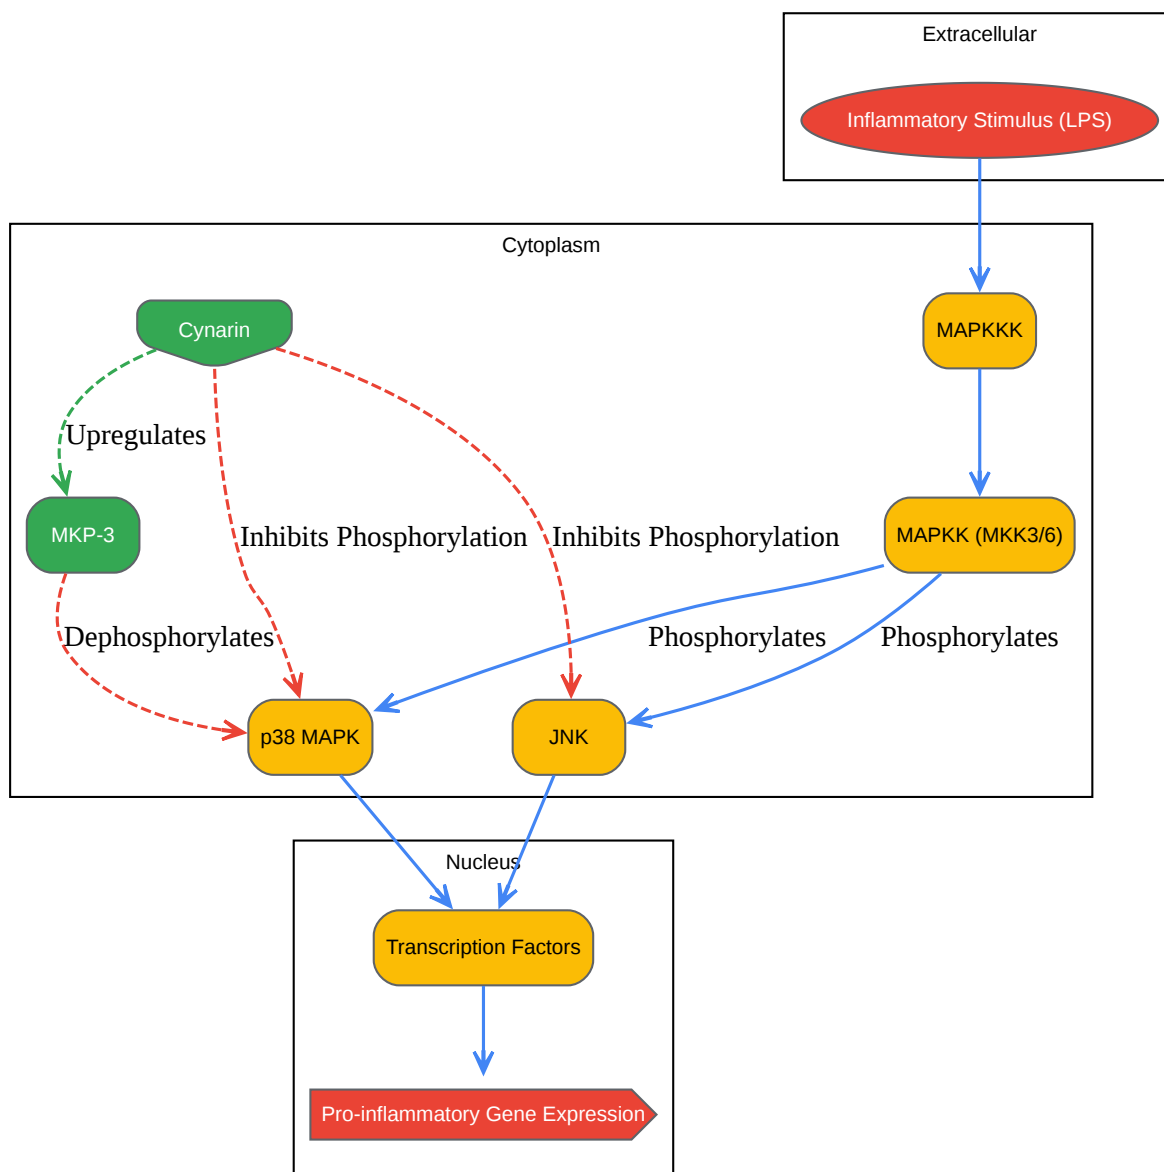 Extracellular
Inflammatory Stimulus (LPS)
Cytoplasm
Cynarin
MAPKKK
Upregulates
MKP-3
Inhibits Phosphorylation
Inhibits Phosphorylation
MAPKK (MKK3/6)
Dephosphorylates
Phosphorylates
Phosphorylates
p38 MAPK
JNK
Nucleus
Transcription Factors
Pro-inflammatory Gene Expression